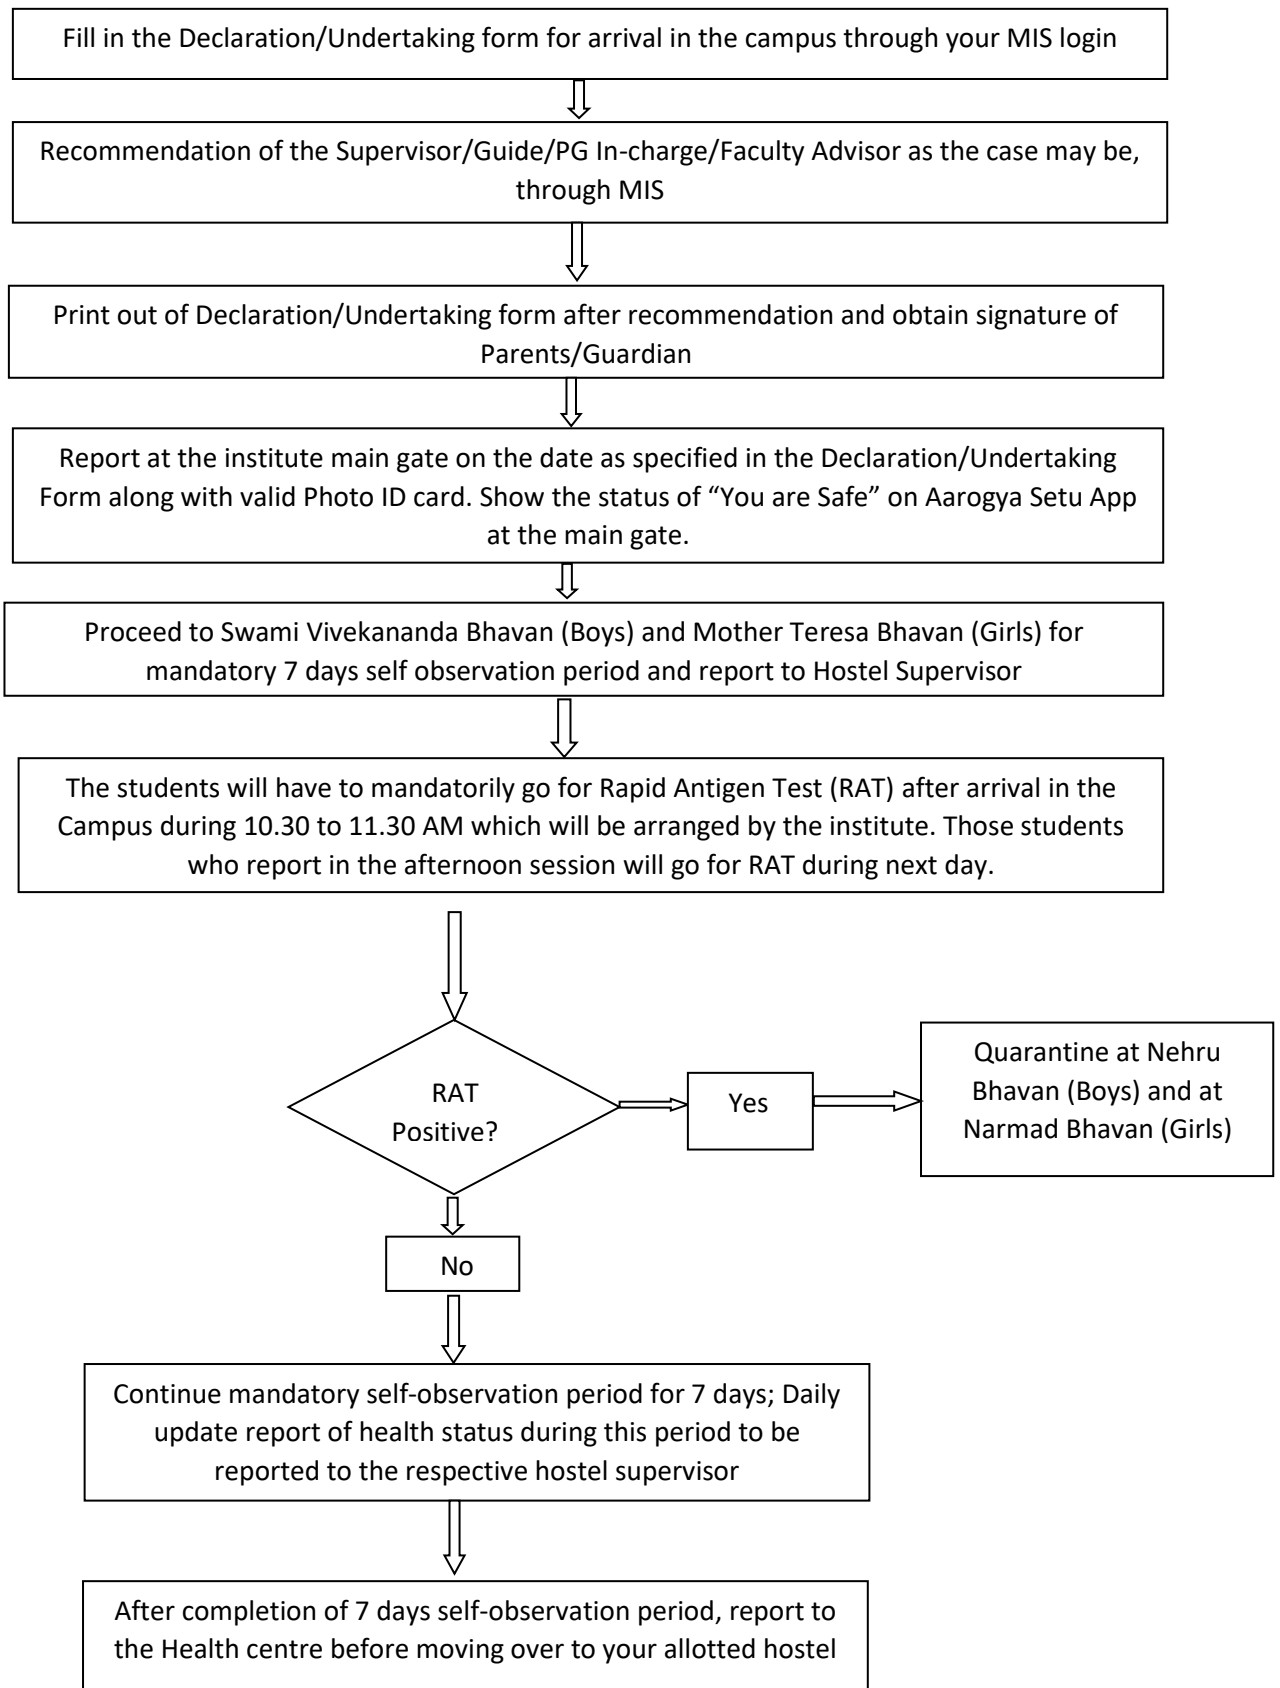 Fill in the Declaration/Undertaking form for arrival in the campus through your MIS login
Recommendation of the Supervisor/Guide/PG In-charge/Faculty Advisor as the case may be,
through MIS
Print out of Declaration/Undertaking form after recommendation and obtain signature of
Parents/Guardian
Report at the institute main gate on the date as specified in the Declaration/Undertaking
Form along with valid Photo ID card. Show the status of “You are Safe” on Aarogya Setu App
at the main gate.
Proceed to Swami Vivekananda Bhavan (Boys) and Mother Teresa Bhavan (Girls) for
mandatory 7 days self observation period and report to Hostel Supervisor
The students will have to mandatorily go for Rapid Antigen Test (RAT) after arrival in the
Campus during 10.30 to 11.30 AM which will be arranged by the institute. Those students
who report in the afternoon session will go for RAT during next day.
RAT
Positive?
Yes
Quarantine at Nehru
Bhavan (Boys) and at
Narmad Bhavan (Girls)
No
Continue mandatory self-observation period for 7 days; Daily
update report of health status during this period to be
reported to the respective hostel supervisor
After completion of 7 days self-observation period, report to
the Health centre before moving over to your allotted hostel